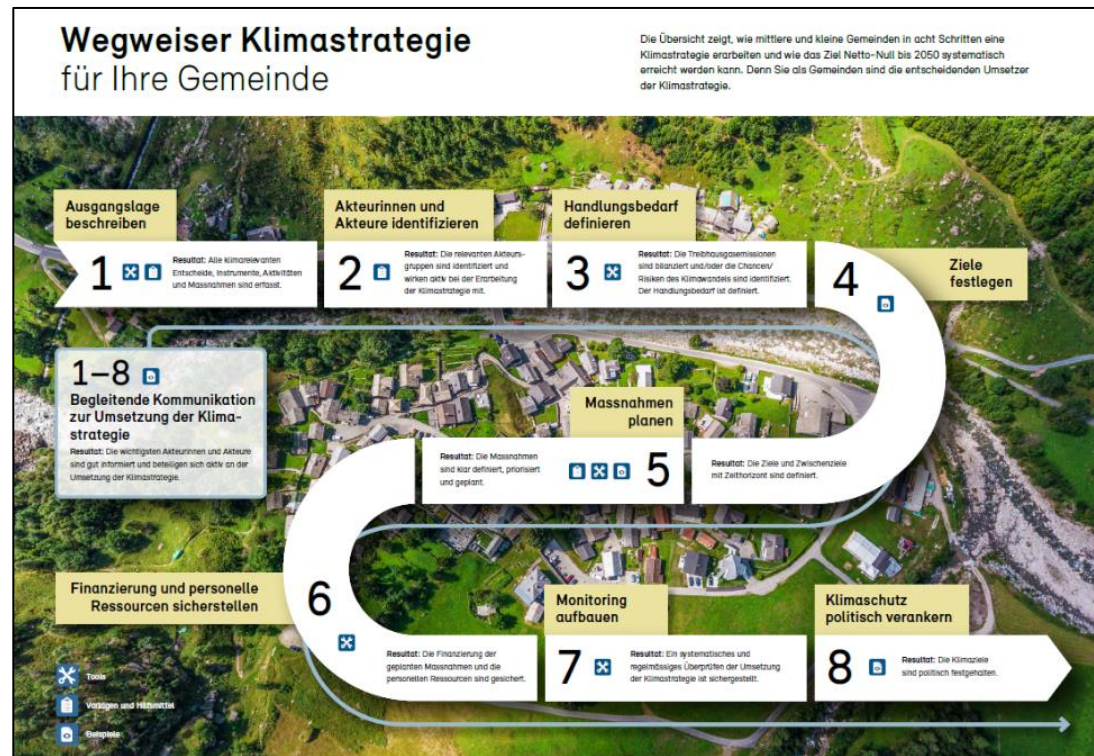 Wegweiser Klimastrategie
für Ihre Gemeinde
Die Übersicht zeigt, wie mittlere und kleine Gemeinden in acht Schritten eine
Klimastrategie erarbeiten und wie das Ziel Netto-Null bis 2050 systematisch
erreicht werden kann. Denn Sie als Gemeinden sind die entscheidenden Umsetzer
der Klimastrategie.
Ausgangslage
beschreiben
1
Resultat: Alle klimarelevanten
Entscheide, Instrumente, Aktivitäten
und Massnahmen sind erfasst.
Akteurinnen und
Akteure identifizieren
2
Resultat: Die relevanten Akteurs-
gruppen sind identifiziert und
wirken aktiv bei der Erarbeitung
der Klimastrategie mit.
Handlungsbedarf
definieren
3
Resultat: Die Treibhausgasemissionen
sind bilanziert und/oder die Chancen/
Risiken des Klimawandels sind identifiziert.
Der Handlungsbedarf ist definiert.
4
Ziele
festlegen
Resultat: Die Ziele und Zwischenziele
mit Zeithorizont sind definiert.
1–8
Begleitende Kommunikation
zur Umsetzung der Klima-
strategie
Resultat: Die wichtigsten Akteurinnen und Akteure
sind gut informiert und beteiligen sich aktiv an der
Umsetzung der Klimastrategie.
Massnahmen
planen
Resultat: Die Massnahmen
sind klar definiert, priorisiert
und geplant.
5
Finanzierung und personelle
Ressourcen sicherstellen
6
Resultat: Die Finanzierung der
geplanten Massnahmen und die
personellen Ressourcen sind gesichert.
Monitoring
aufbauen
7
Resultat: Ein systematisches und
regelmässiges Überprüfen der Umsetzung
der Klimastrategie ist sichergestellt.
Klimaschutz
politisch verankern
8
Resultat: Die Klimaziele
sind politisch festgehalten.
Tools
Vorlagen und Hilfsmittel
Beispiele